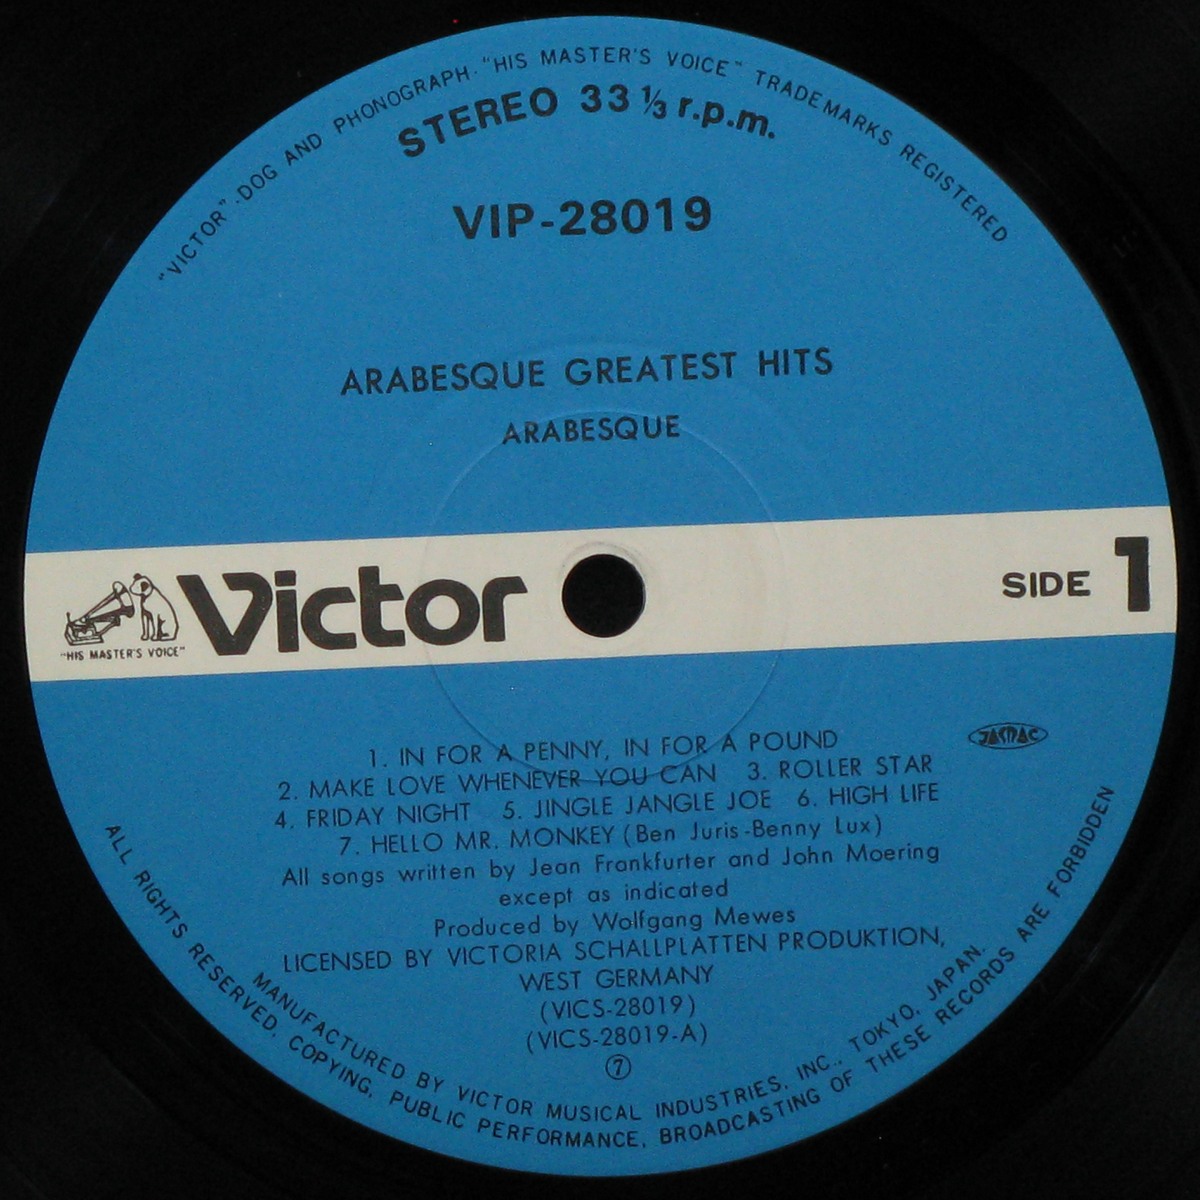 "VICTOR"-DOG AND PHONOGRAPH-"HIS MASTER'S VOICE" TRADEMARKS REGISTERED
STEREO 33 1/3 r.p.m.
VIP-28019
ARABESQUE GREATEST HITS
ARABESQUE
"HIS MASTER'S VOICE"
Victor
SIDE 1
JASRAC
1. IN FOR A PENNY, IN FOR A POUND
2. MAKE LOVE WHENEVER YOU CAN 3. ROLLER STAR
4. FRIDAY NIGHT 5. JINGLE JANGLE JOE 6. HIGH LIFE
7. HELLO MR. MONKEY (Ben Juris-Benny Lux)
All songs written by Jean Frankfurter and John Moering
except as indicated
Produced by Wolfgang Mewes
LICENSED BY VICTORIA SCHALLPLATTEN PRODUKTION,
WEST GERMANY
(VICS-28019)
(VICS-28019-A)
⑦
MANUFACTURED BY VICTOR MUSICAL INDUSTRIES, INC., TOKYO, JAPAN.
ALL RIGHTS RESERVED. COPYING, PUBLIC PERFORMANCE, BROADCASTING OF THESE RECORDS ARE FORBIDDEN